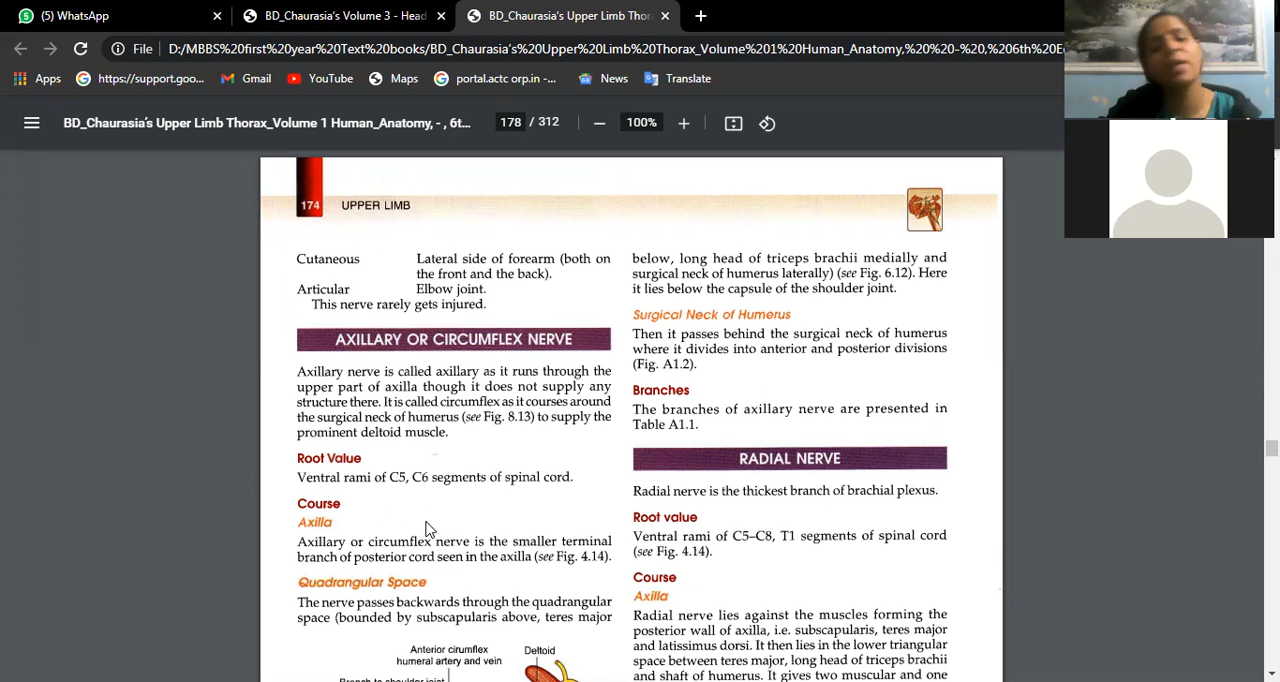 (5) WhatsApp
BD_Chaurasia's Volume 3 - Head
BD_Chaurasia's Upper Limb Thor
File
D:/MBBS%20first%20year%20Text%20books/BD_Chaurasia's%20Upper%20Limb%20Thorax_Volume%201%20Human_Anatomy,%20%20-%20,%206th%20E
Apps
https://support.goo...
Gmail
YouTube
Maps
portal.actc orp.in -...
News
Translate
BD_Chaurasia's Upper Limb Thorax_Volume 1 Human_Anatomy, - , 6t...
178 / 312
100%
174 UPPER LIMB
Cutaneous Lateral side of forearm (both on
the front and the back).
Articular Elbow joint.
This nerve rarely gets injured.
AXILLARY OR CIRCUMFLEX NERVE
Axillary nerve is called axillary as it runs through the
upper part of axilla though it does not supply any
structure there. It is called circumflex as it courses around
the surgical neck of humerus (see Fig. 8.13) to supply the
prominent deltoid muscle.
Root Value
Ventral rami of C5, C6 segments of spinal cord.
Course
Axilla
Axillary or circumflex nerve is the smaller terminal
branch of posterior cord seen in the axilla (see Fig. 4.14).
Quadrangular Space
The nerve passes backwards through the quadrangular
space (bounded by subscapularis above, teres major
Anterior cirumflex
humeral artery and vein
Deltoid
Branch to shoulder joint
below, long head of triceps brachii medially and
surgical neck of humerus laterally) (see Fig. 6.12). Here
it lies below the capsule of the shoulder joint.
Surgical Neck of Humerus
Then it passes behind the surgical neck of humerus
where it divides into anterior and posterior divisions
(Fig. A1.2).
Branches
The branches of axillary nerve are presented in
Table A1.1.
RADIAL NERVE
Radial nerve is the thickest branch of brachial plexus.
Root value
Ventral rami of C5–C8, T1 segments of spinal cord
(see Fig. 4.14).
Course
Axilla
Radial nerve lies against the muscles forming the
posterior wall of axilla, i.e. subscapularis, teres major
and latissimus dorsi. It then lies in the lower triangular
space between teres major, long head of triceps brachii
and shaft of humerus. It gives two muscular and one